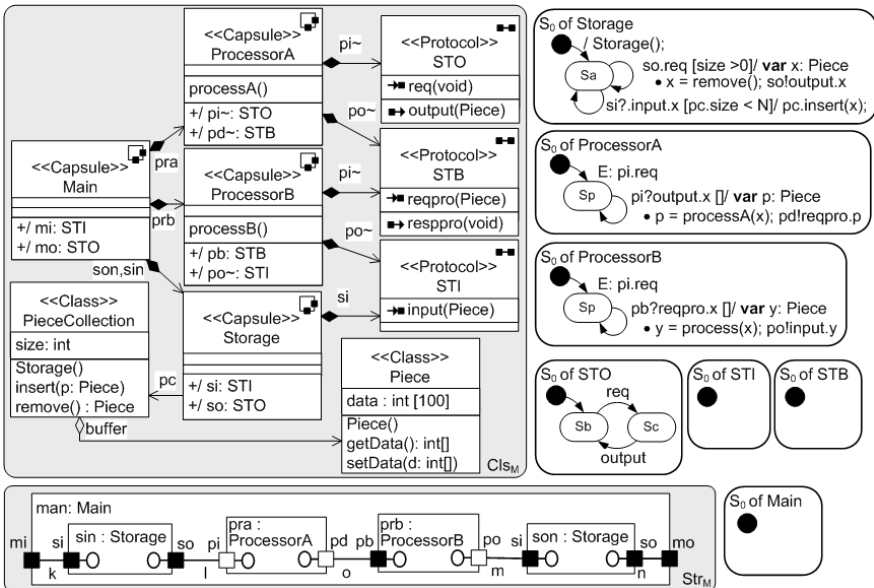 <<Capsule>>
ProcessorA
processA()
+/ pi~: STO
+/ pd~: STB
pi~
po~
<<Protocol>>
STO
req(void)
output(Piece)
<<Capsule>>
Main
+/ mi: STI
+/ mo: STO
pra
prb
son,sin
<<Capsule>>
ProcessorB
processB()
+/ pb: STB
+/ po~: STI
pi~
po~
<<Protocol>>
STB
reqpro(Piece)
resppro(void)
<<Protocol>>
STI
input(Piece)
<<Class>>
PieceCollection
size: int
Storage()
insert(p: Piece)
remove() : Piece
pc
buffer
<<Capsule>>
Storage
+/ si: STI
+/ so: STO
si
<<Class>>
Piece
data : int [100]
Piece()
getData(): int[]
setData(d: int[])
ClsM
S0 of Storage
/ Storage();
Sa
so.req [size >0]/ var x: Piece
• x = remove(); so!output.x
si?.input.x [pc.size < N]/ pc.insert(x);
S0 of ProcessorA
E: pi.req
Sp
pi?output.x []/ var p: Piece
• p = processA(x); pd!reqpro.p
S0 of ProcessorB
E: pi.req
Sp
pb?reqpro.x []/ var y: Piece
• y = process(x); po!input.y
S0 of STO
req
Sb
Sc
output
S0 of STI
S0 of STB
man: Main
mi
k
si
sin : Storage
so
l
pi
pra :
ProcessorA
pd
o
pb
prb :
ProcessorB
po
m
si
son : Storage
so
n
mo
StrM
S0 of Main